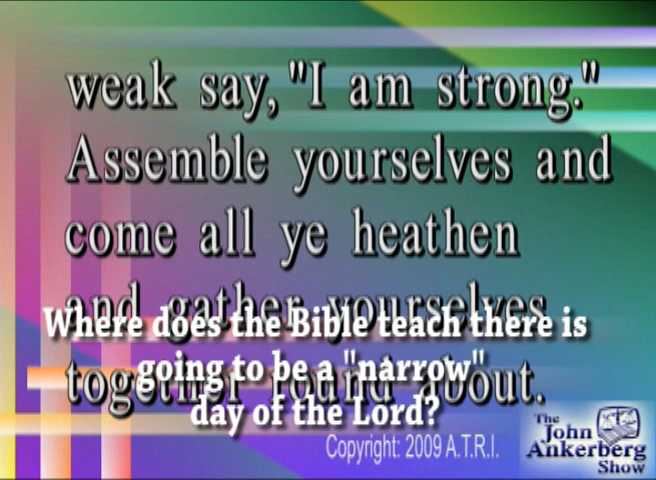 weak say, "I am strong."
Assemble yourselves and
come all ye heathen
and gather yourselves
together round about.
Where does the Bible teach there is
going to be a "narrow"
day of the Lord?
Copyright: 2009 A.T.R.I.
The
John
Ankerberg
Show